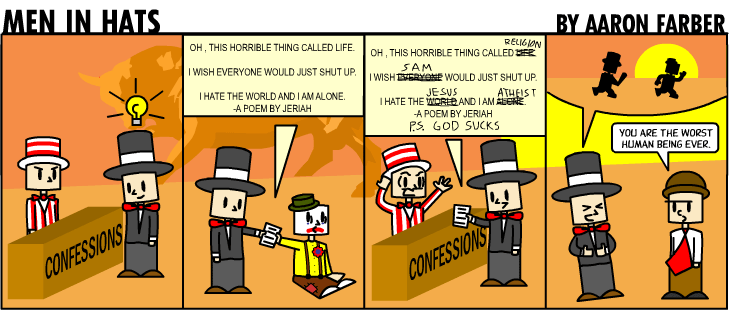 MEN IN HATS
BY AARON FARBER
CONFESSIONS
OH, THIS HORRIBLE THING CALLED LIFE.
I WISH EVERYONE WOULD JUST SHUT UP.
I HATE THE WORLD AND I AM ALONE.
-A POEM BY JERIAH
RELIGION
OH, THIS HORRIBLE THING CALLED LIFE.
SAM
I WISH EVERYONE WOULD JUST SHUT UP.
JESUS ATHEIST
I HATE THE WORLD AND I AM ALONE.
-A POEM BY JERIAH
P.S. GOD SUCKS
CONFESSIONS
YOU ARE THE WORST
HUMAN BEING EVER.